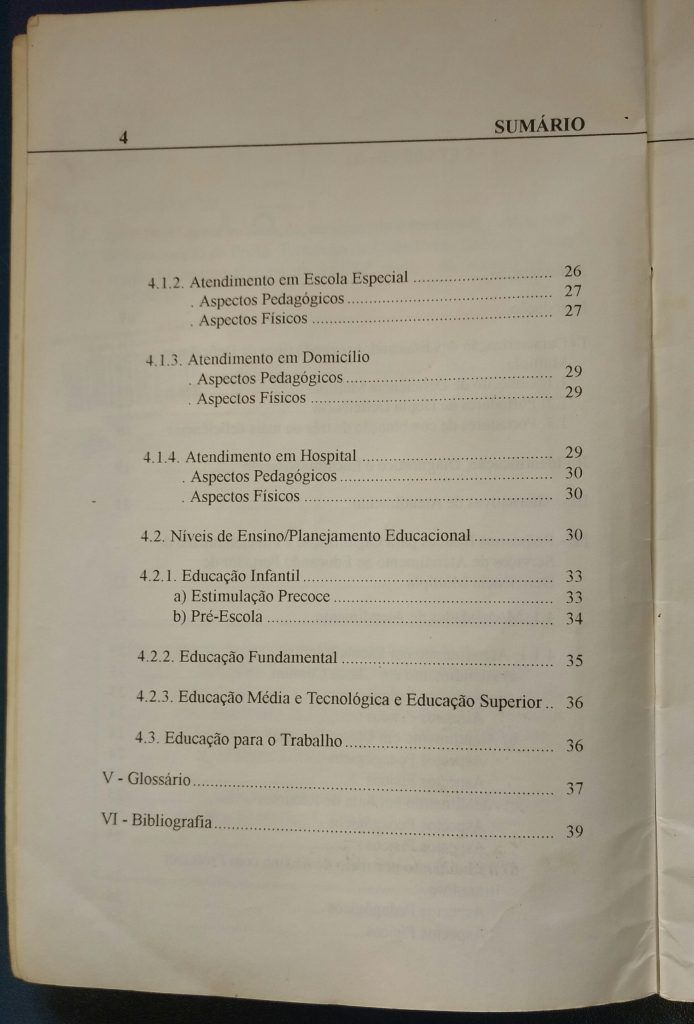 4 SUMÁRIO
4.1.2. Atendimento em Escola Especial ................................ 26
. Aspectos Pedagógicos ................................................ 27
. Aspectos Físicos ........................................................ 27
4.1.3. Atendimento em Domicílio
. Aspectos Pedagógicos ................................................ 29
. Aspectos Físicos ........................................................ 29
4.1.4. Atendimento em Hospital ............................................ 29
. Aspectos Pedagógicos ................................................ 30
. Aspectos Físicos ........................................................ 30
4.2. Níveis de Ensino/Planejamento Educacional .................. 30
4.2.1. Educação Infantil .......................................................... 33
a) Estimulação Precoce ................................................... 33
b) Pré-Escola .................................................................. 34
4.2.2. Educação Fundamental ................................................. 35
4.2.3. Educação Média e Tecnológica e Educação Superior .. 36
4.3. Educação para o Trabalho ................................................ 36
V - Glossário .............................................................................. 37
VI - Bibliografia ........................................................................ 39